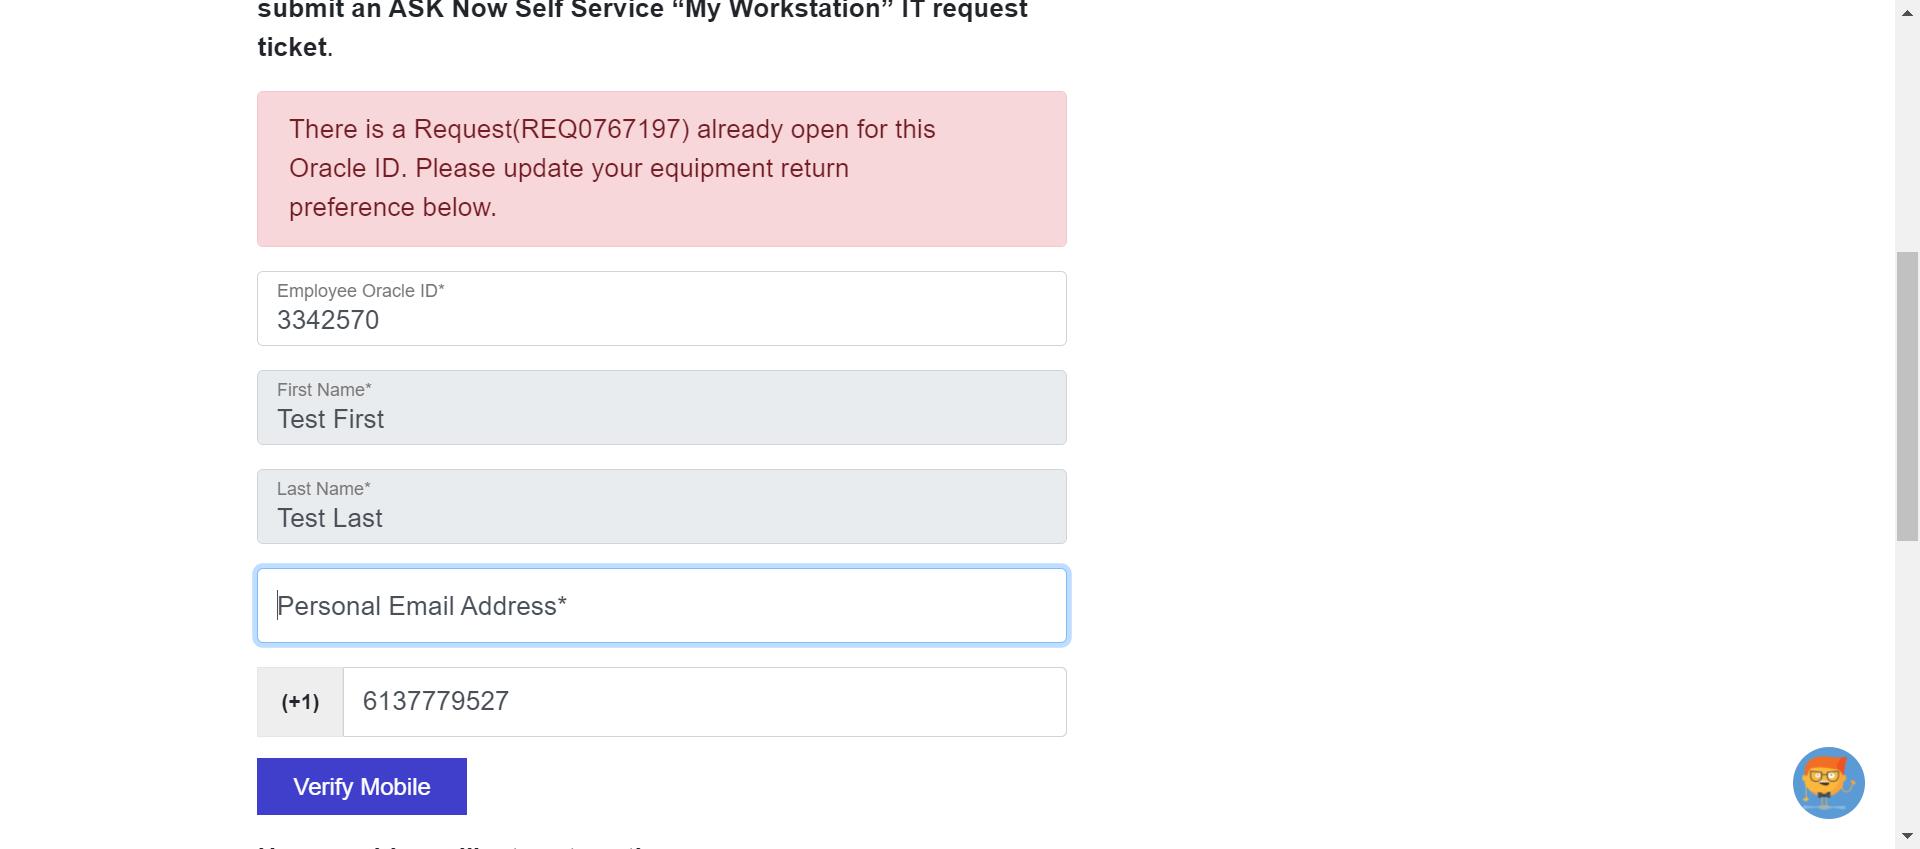 submit an ASK Now Self Service “My Workstation” IT request
ticket.
There is a Request(REQ0767197) already open for this
Oracle ID. Please update your equipment return
preference below.
Employee Oracle ID*
3342570
First Name*
Test First
Last Name*
Test Last
Personal Email Address*
(+1) 6137779527
Verify Mobile